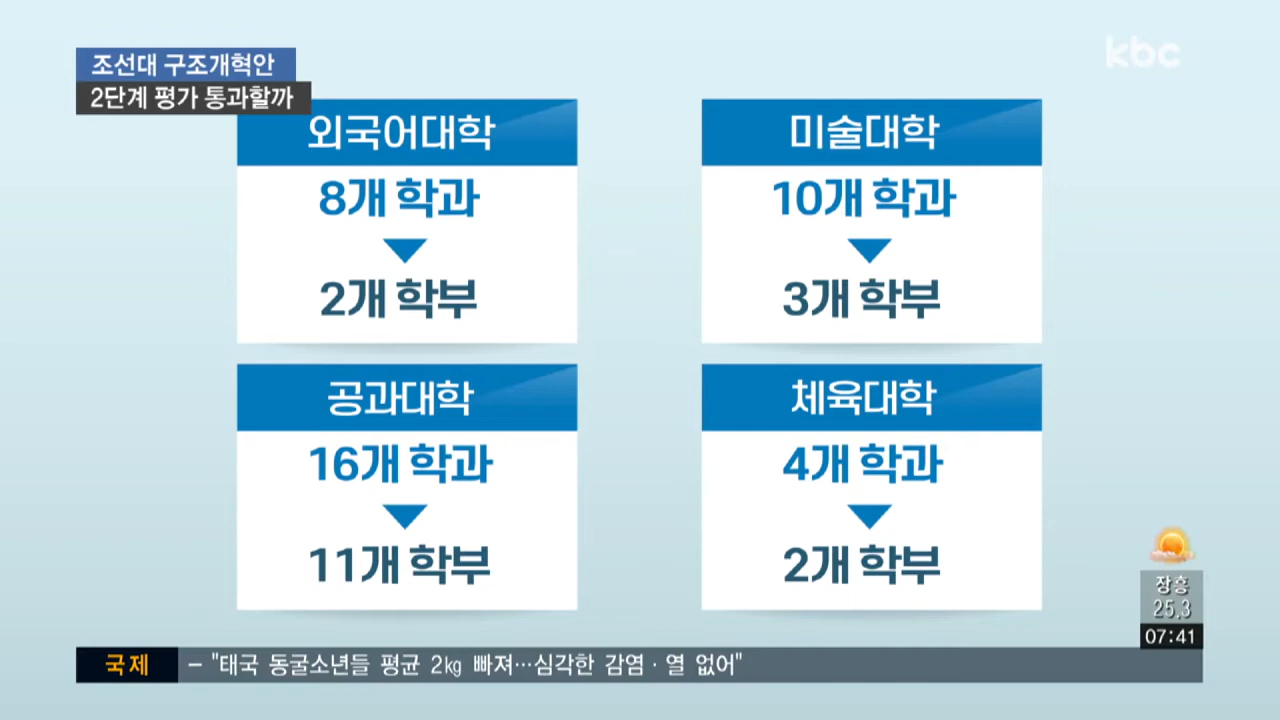 조선대 구조개혁안
2단계 평가 통과할까
kbc
외국어대학
8개 학과
2개 학부
미술대학
10개 학과
3개 학부
공과대학
16개 학과
11개 학부
체육대학
4개 학과
2개 학부
장흥
25.3
07:41
국제 – "태국 동굴소년들 평균 2㎏ 빠져…심각한 감염·열 없어"